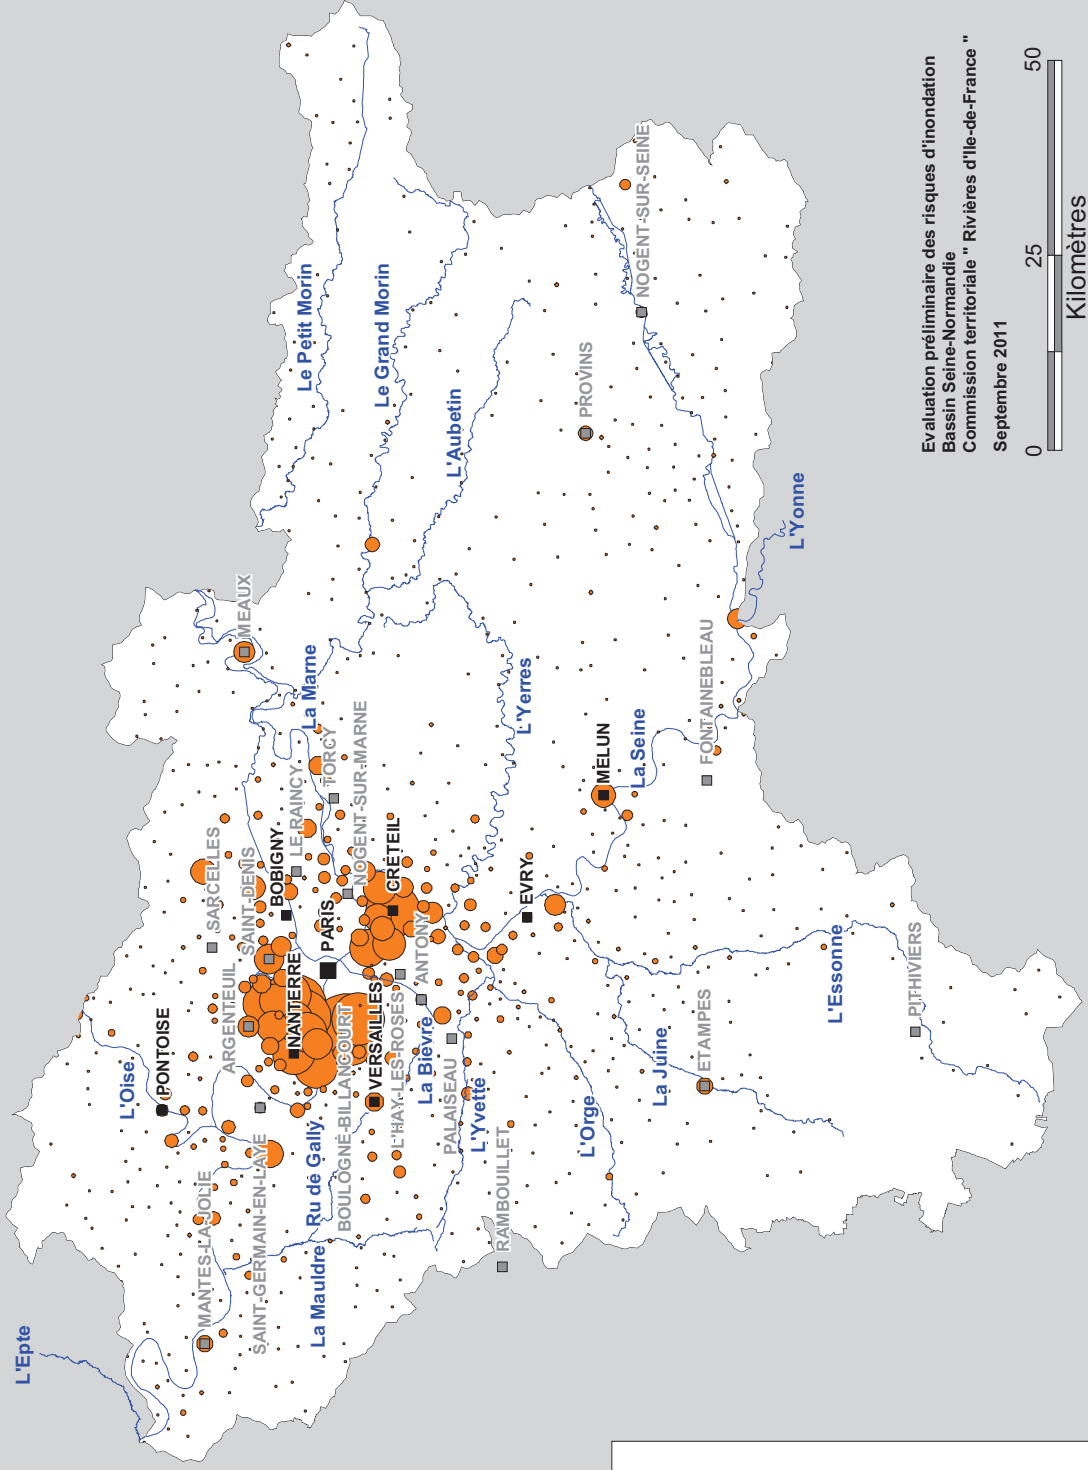 L'Epte
L'Oise
PONTOISE
MANTES-LA-JOLIE
SAINT-GERMAIN-EN-LAYE
La Mauldre
Ru de Gally
BOULOGNE-BILLANCOURT
ARGENTEUIL
SARCELLES
SAINT-DENIS
BOBIGNY
LE RAINCY
TORCY
NOGENT-SUR-MARNE
PARIS
NANTERRE
CRÉTEIL
VERSAILLES
L'HAY-LES-ROSES
ANTONY
La Bièvre
PALAISEAU
L'Yvette
RAMBOUILLET
La Marne
MEAUX
Le Petit Morin
Le Grand Morin
L'Aubetin
L'Yerres
EVRY
MELUN
La Seine
FONTAINEBLEAU
L'Yonne
PROVINS
NOGENT-SUR-SEINE
L'Orge
La Juine
ETAMPES
L'Essonne
PITHIVIERS
Evaluation préliminaire des risques d'inondation
Bassin Seine-Normandie
Commission territoriale " Rivières d'Ile-de-France "
Septembre 2011
0 25 50
Kilomètres